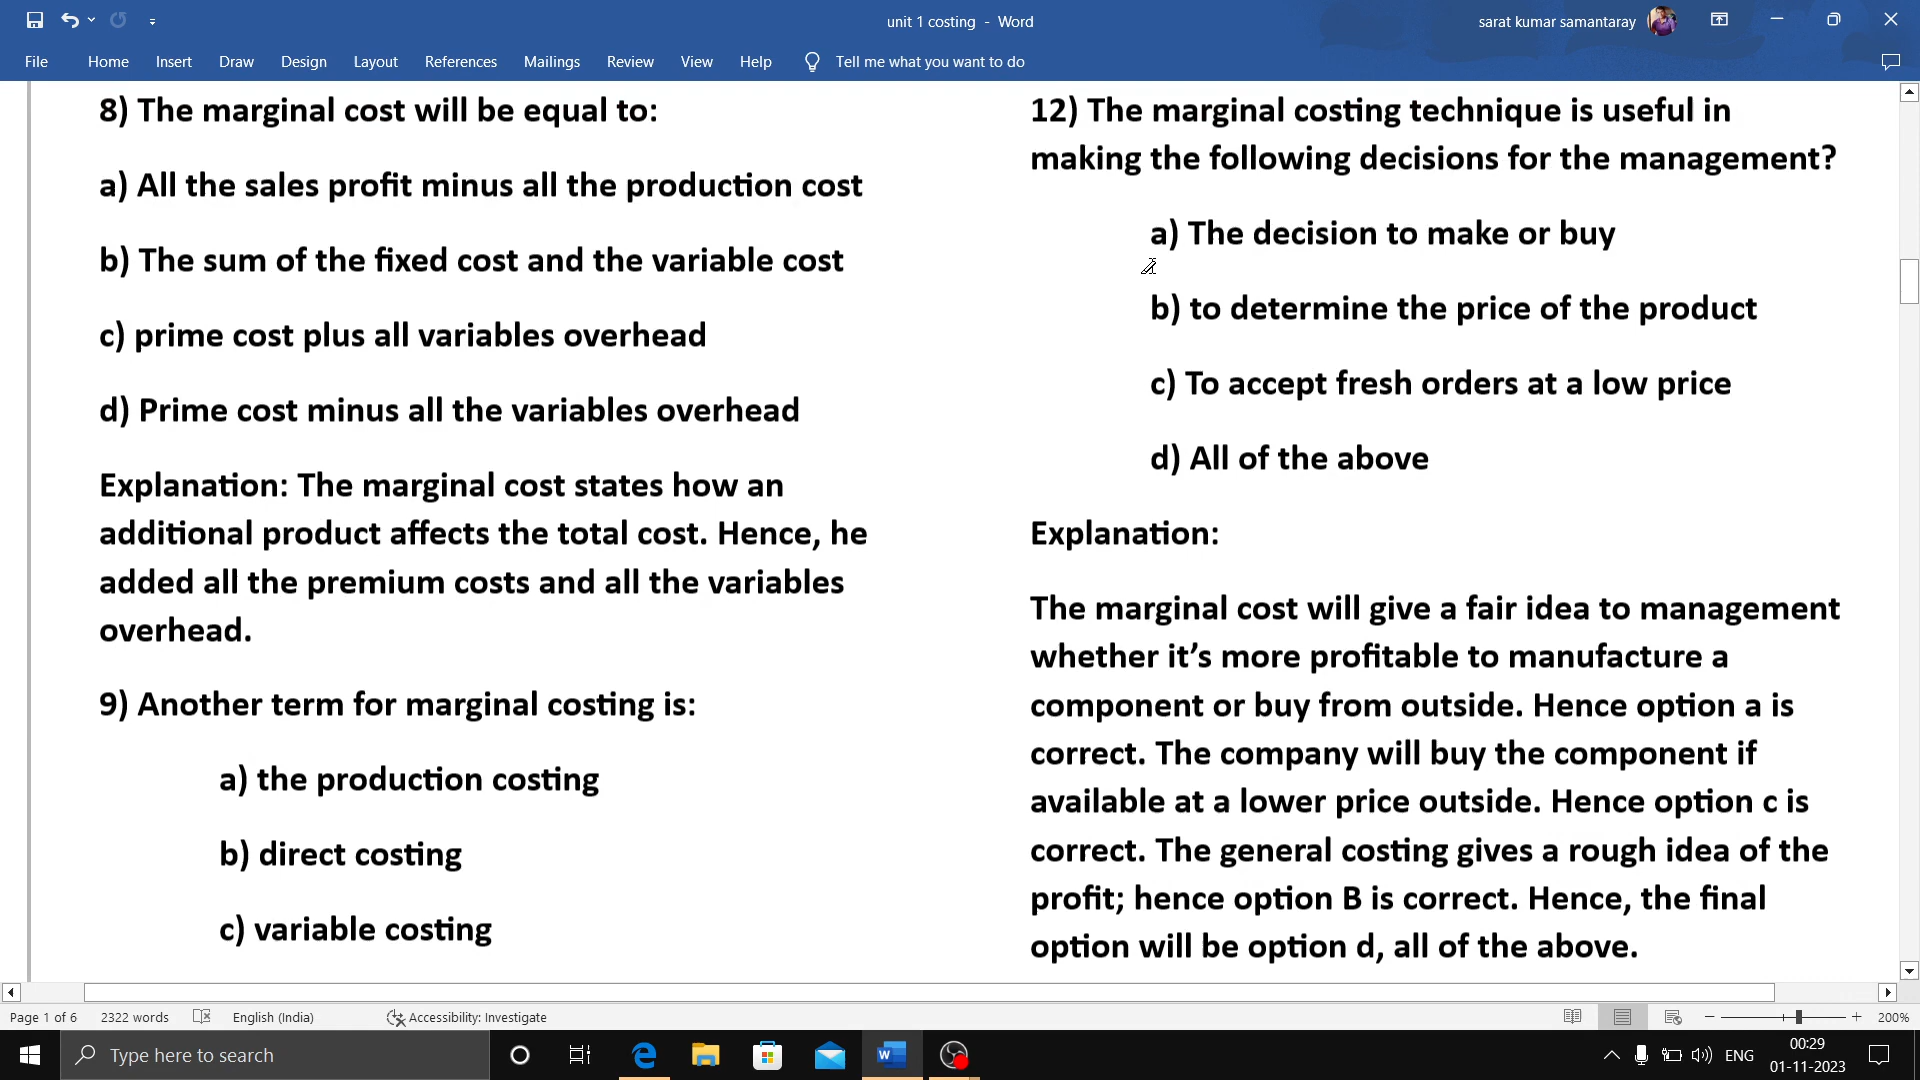 unit 1 costing - Word
sarat kumar samantaray
File Home Insert Draw Design Layout References Mailings Review View Help Tell me what you want to do
8) The marginal cost will be equal to:
a) All the sales profit minus all the production cost
b) The sum of the fixed cost and the variable cost
c) prime cost plus all variables overhead
d) Prime cost minus all the variables overhead
Explanation: The marginal cost states how an
additional product affects the total cost. Hence, he
added all the premium costs and all the variables
overhead.
9) Another term for marginal costing is:
a) the production costing
b) direct costing
c) variable costing
12) The marginal costing technique is useful in
making the following decisions for the management?
a) The decision to make or buy
b) to determine the price of the product
c) To accept fresh orders at a low price
d) All of the above
Explanation:
The marginal cost will give a fair idea to management
whether it’s more profitable to manufacture a
component or buy from outside. Hence option a is
correct. The company will buy the component if
available at a lower price outside. Hence option c is
correct. The general costing gives a rough idea of the
profit; hence option B is correct. Hence, the final
option will be option d, all of the above.
Page 1 of 6 2322 words English (India) Accessibility: Investigate 200%
Type here to search
ENG
00:29
01-11-2023